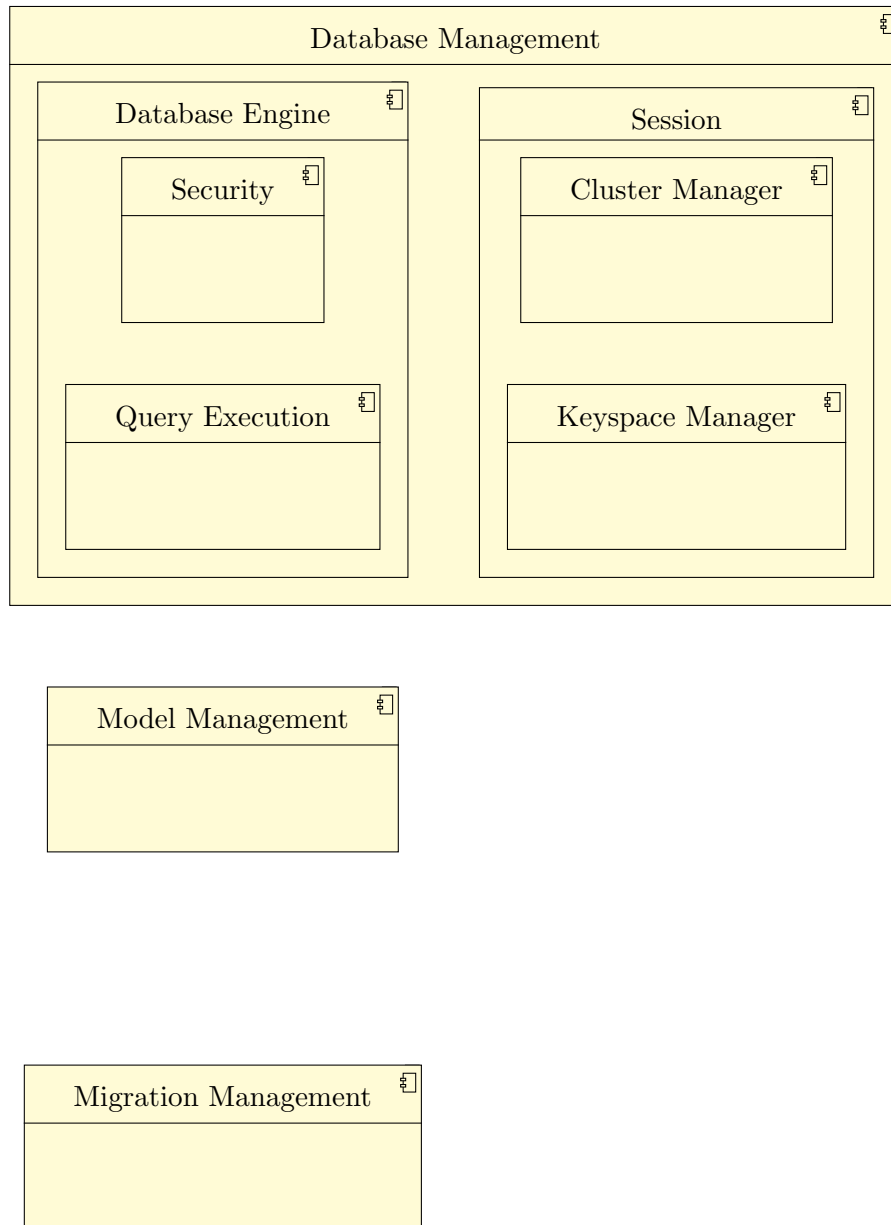 Database Management
Database Engine
Session
Security
Cluster Manager
Query Execution
Keyspace Manager
Model Management
Migration Management